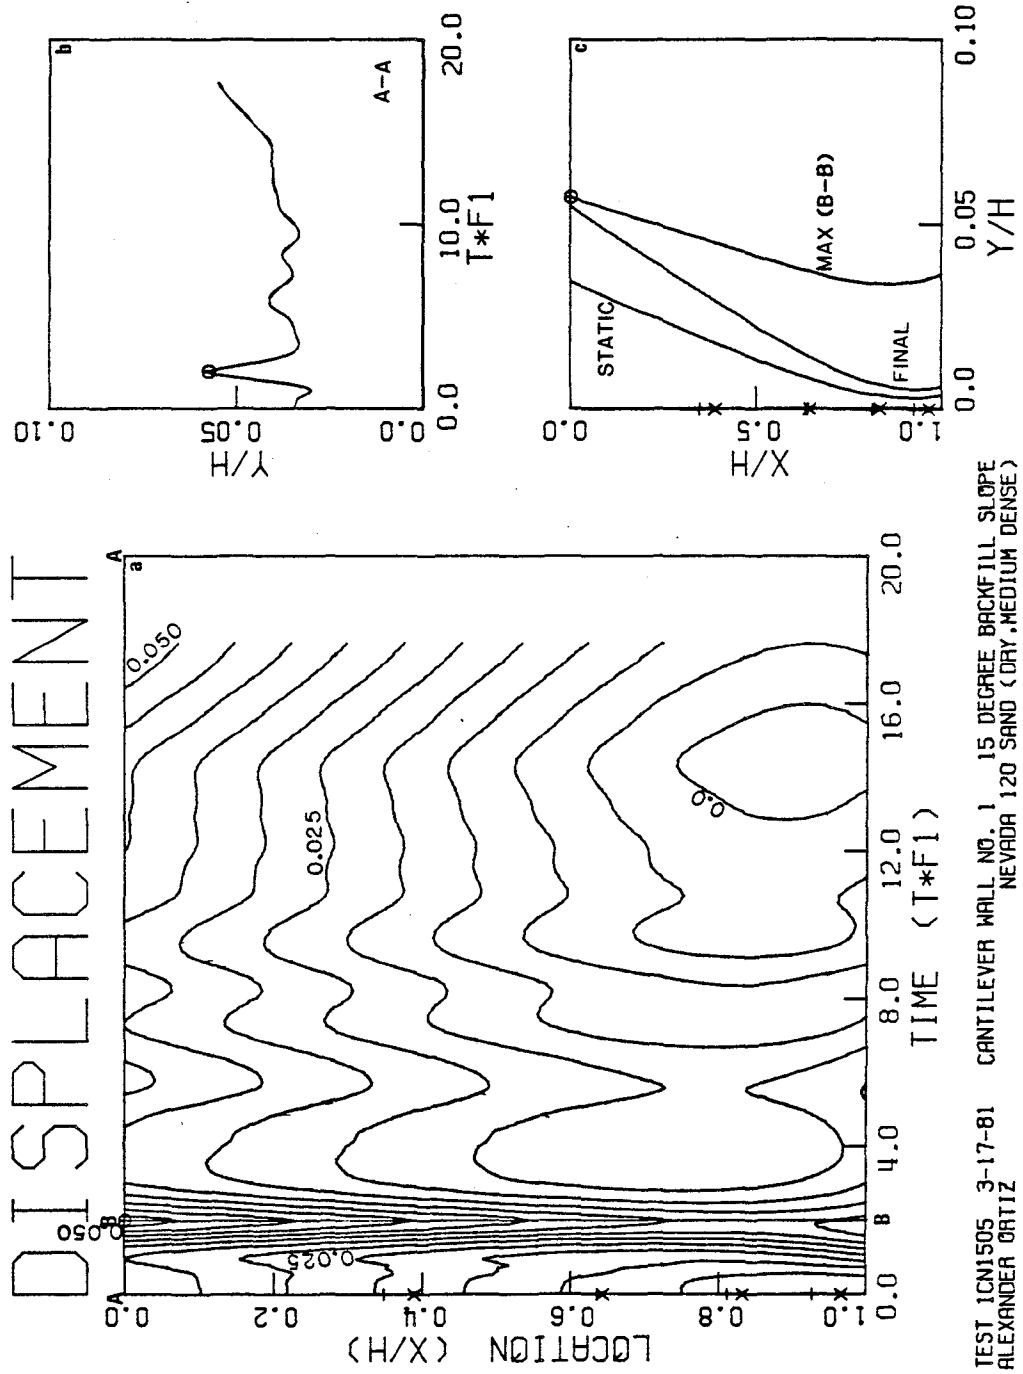 DISPLACEMENT
A
B
0.050
0.025
0.025
0.050
0.0
A
a
0.0
0.2
0.4
0.6
0.8
1.0
LOCATION (X/H)
0.0
B
4.0
8.0
12.0
16.0
20.0
TIME (T*F1)
b
0.10
0.05
0.0
Y/H
A-A
0.0
10.0
20.0
T*F1
c
0.0
0.5
1.0
X/H
STATIC
FINAL
MAX (B-B)
0.0
0.05
0.10
Y/H
TEST 1CN1505 3-17-81 CANTILEVER WALL NO. 1 15 DEGREE BACKFILL SLOPE
ALEXANDER ORTIZ NEVADA 120 SAND (DRY,MEDIUM DENSE)